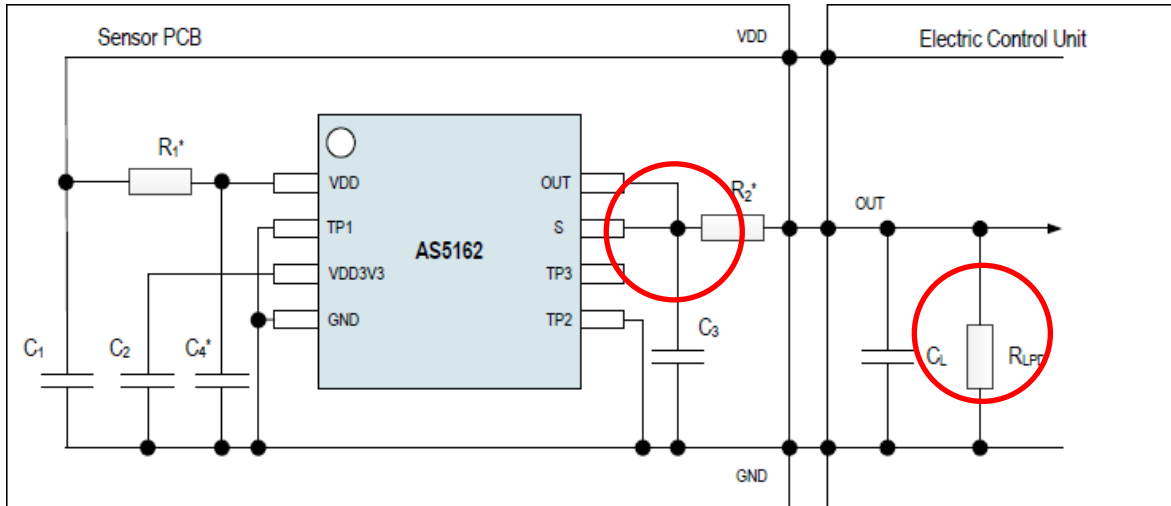 Sensor PCB
VDD
Electric Control Unit
R1*
R2*
VDD
OUT
OUT
TP1
S
AS5162
VDD3V3
TP3
GND
TP2
C1
C2
C4*
C3
CL
RLPD
GND